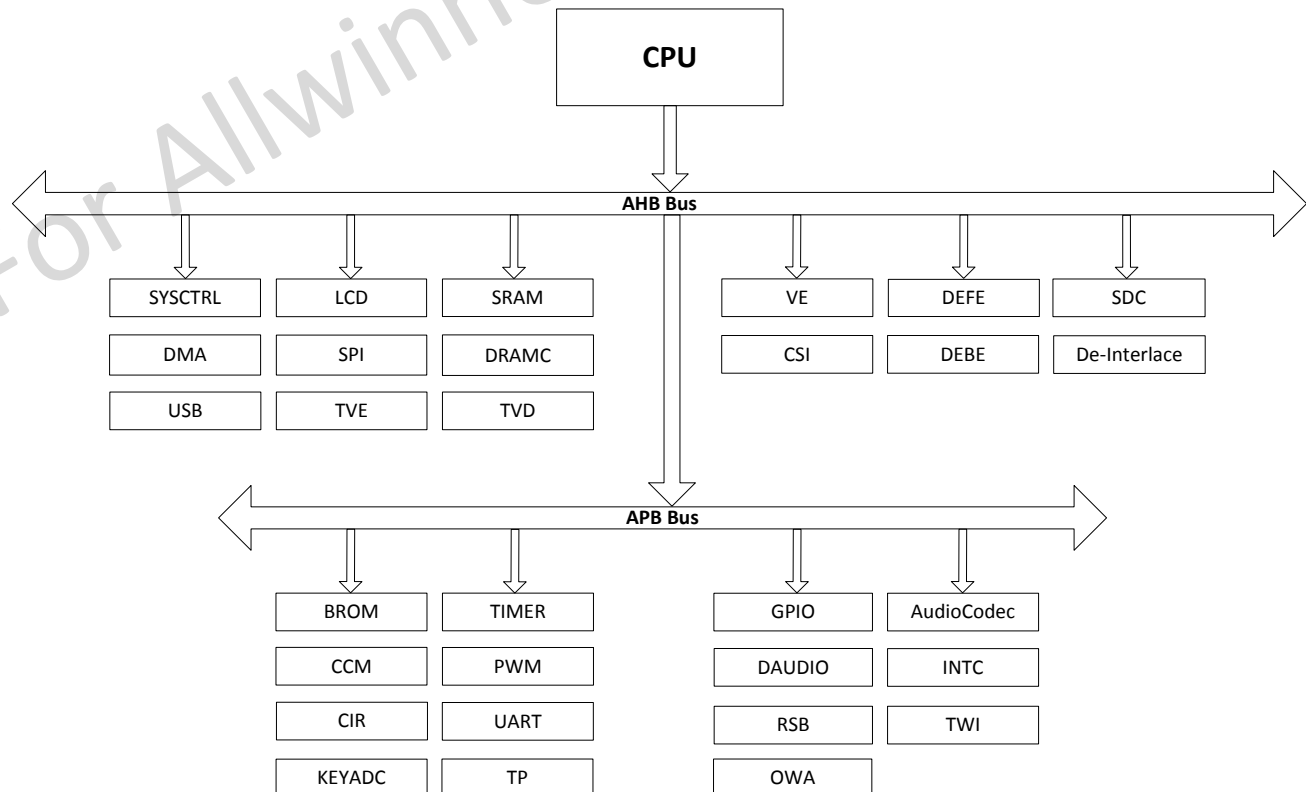 For Allwinn
CPU
AHB Bus
SYSCTRL LCD SRAM VE DEFE SDC
DMA SPI DRAMC CSI DEBE De-Interlace
USB TVE TVD
APB Bus
BROM TIMER GPIO AudioCodec
CCM PWM DAUDIO INTC
CIR UART RSB TWI
KEYADC TP OWA